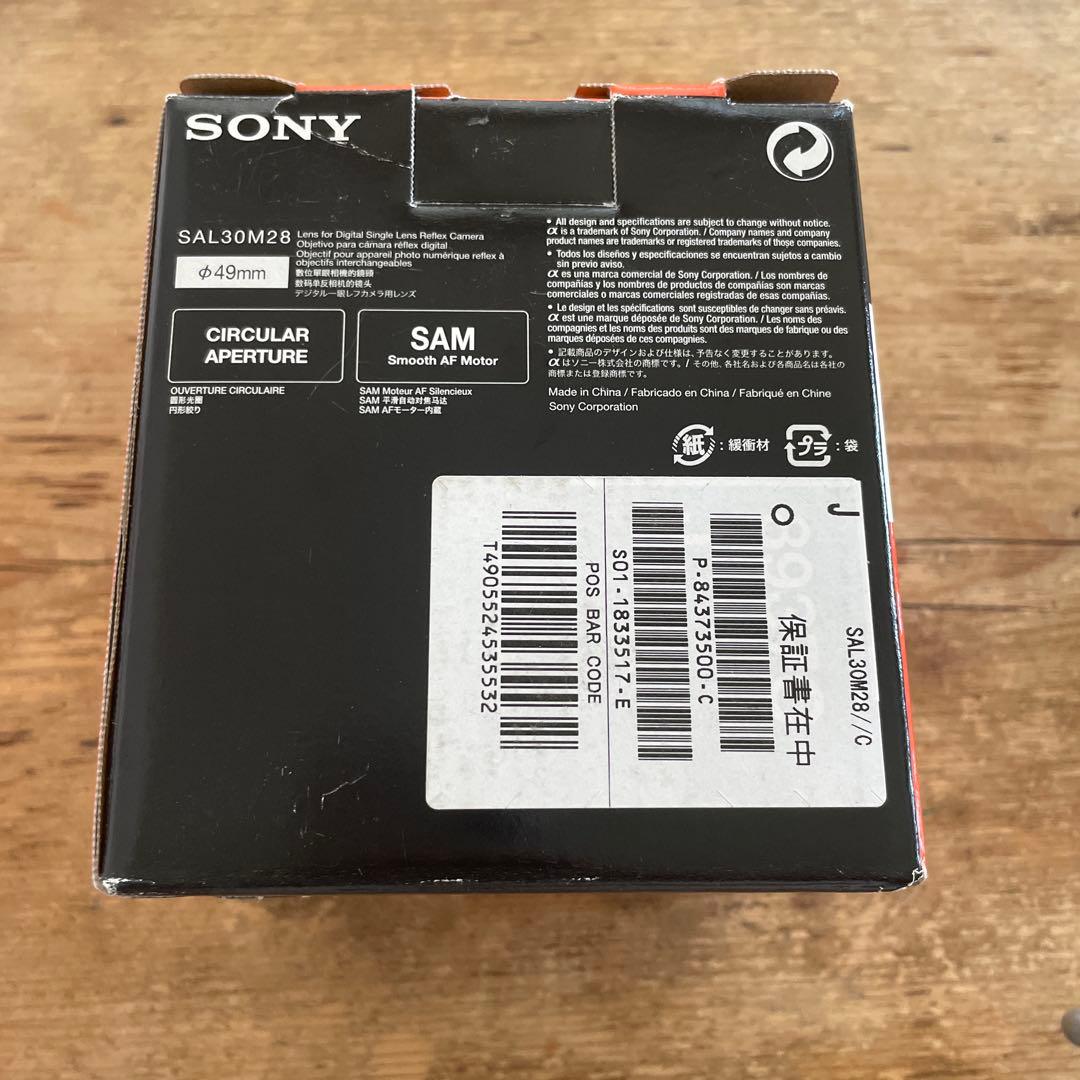 SONY
SAL30M28
φ49mm
Lens for Digital Single Lens Reflex Camera
Objetivo para cámara réflex digital
Objectif pour appareil photo numérique reflex à
objectifs interchangeables
數位單眼相機的鏡頭
数码单反相机的镜头
デジタル一眼レフカメラ用レンズ
CIRCULAR
APERTURE
OUVERTURE CIRCULAIRE
圓形光圈
円形絞り
SAM
Smooth AF Motor
SAM Moteur AF Silencieux
SAM 平滑自动对焦马达
SAM AFモーター内蔵
• All design and specifications are subject to change without notice.
α is a trademark of Sony Corporation. / Company names and company
product names are trademarks or registered trademarks of those companies.
• Todos los diseños y especificaciones se encuentran sujetos a cambio
sin previo aviso.
α es una marca comercial de Sony Corporation. / Los nombres de
compañías y los nombres de productos de compañías son marcas
comerciales o marcas comerciales registradas de esas compañías.
• Le design et les spécifications sont susceptibles de changer sans préavis.
α est une marque déposée de Sony Corporation. / Les noms des
compagnies et les noms des produits sont des marques de fabrique ou des
marques déposées de ces compagnies.
• 記載商品のデザインおよび仕様は、予告なく変更することがあります。
αはソニー株式会社の商標です。/ その他、各社名および各商品名は各社の
商標または登録商標です。
Made in China / Fabricado en China / Fabriqué en Chine
Sony Corporation
紙 : 緩衝材
プラ : 袋
J
SAL30M28//C
保証書在中
P-84373500-C
S01-1833517-E
POS BAR CODE
T4905524535532